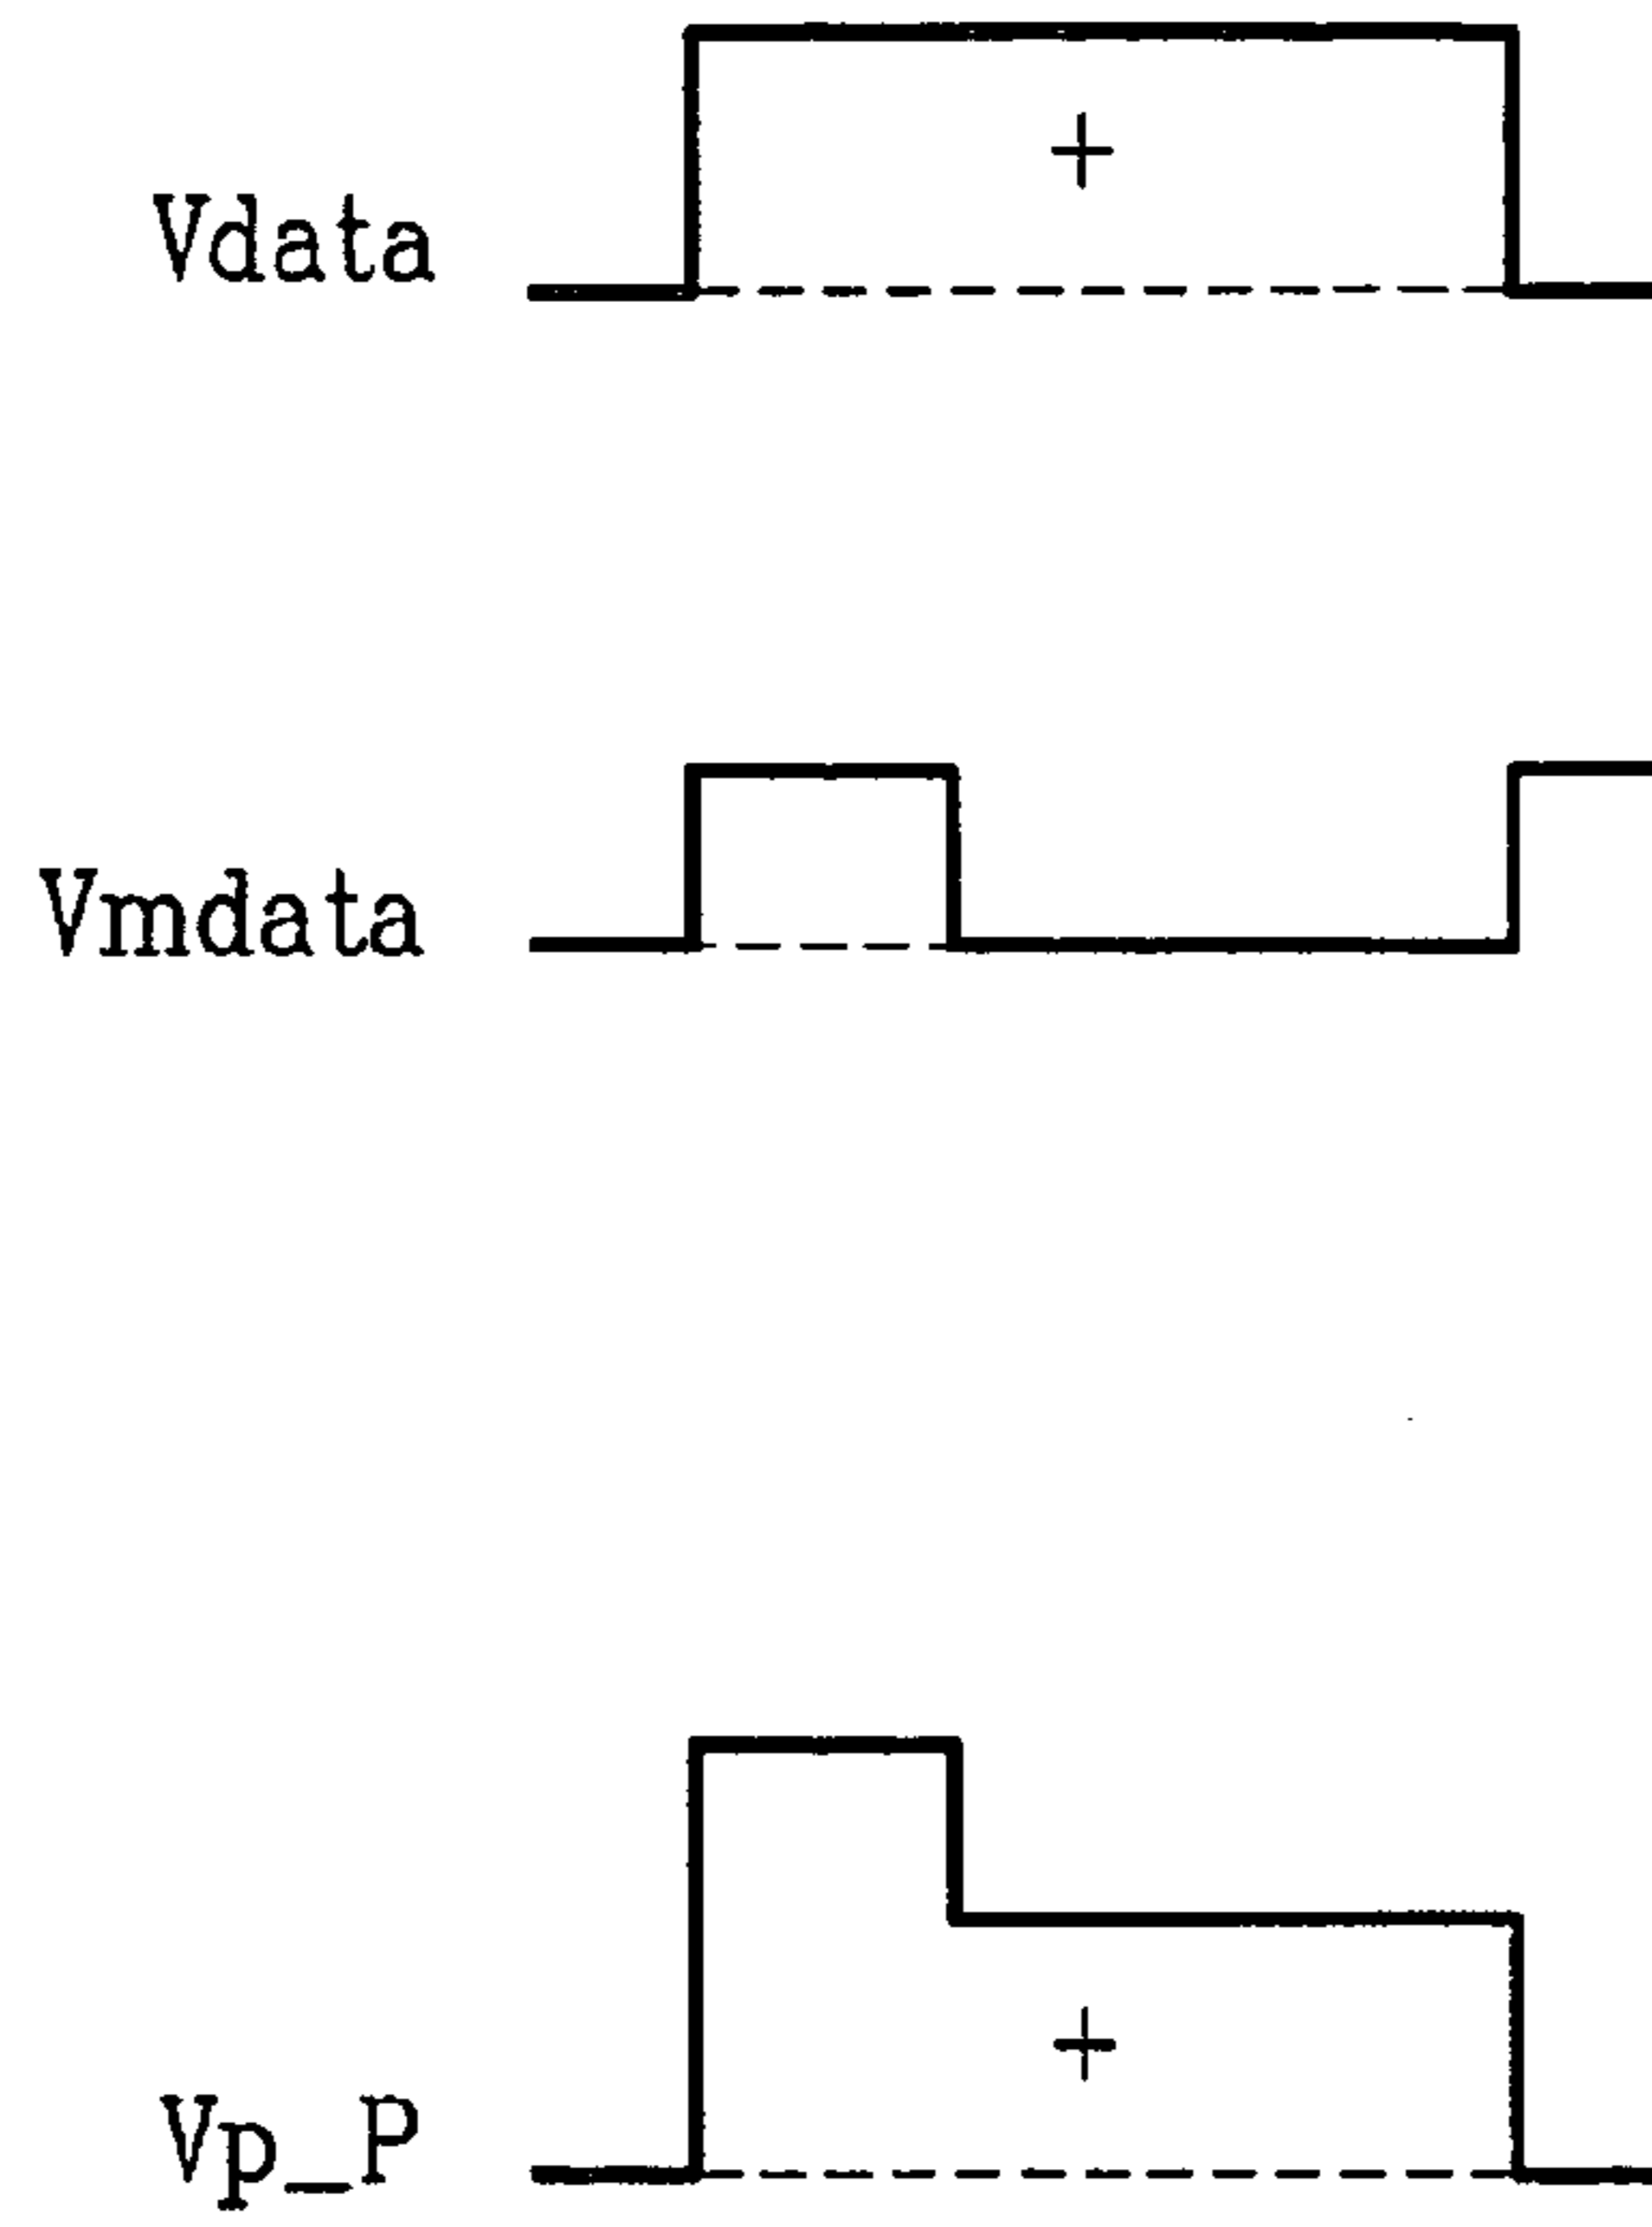 +
Vdata
Vmdata
+
Vp_P